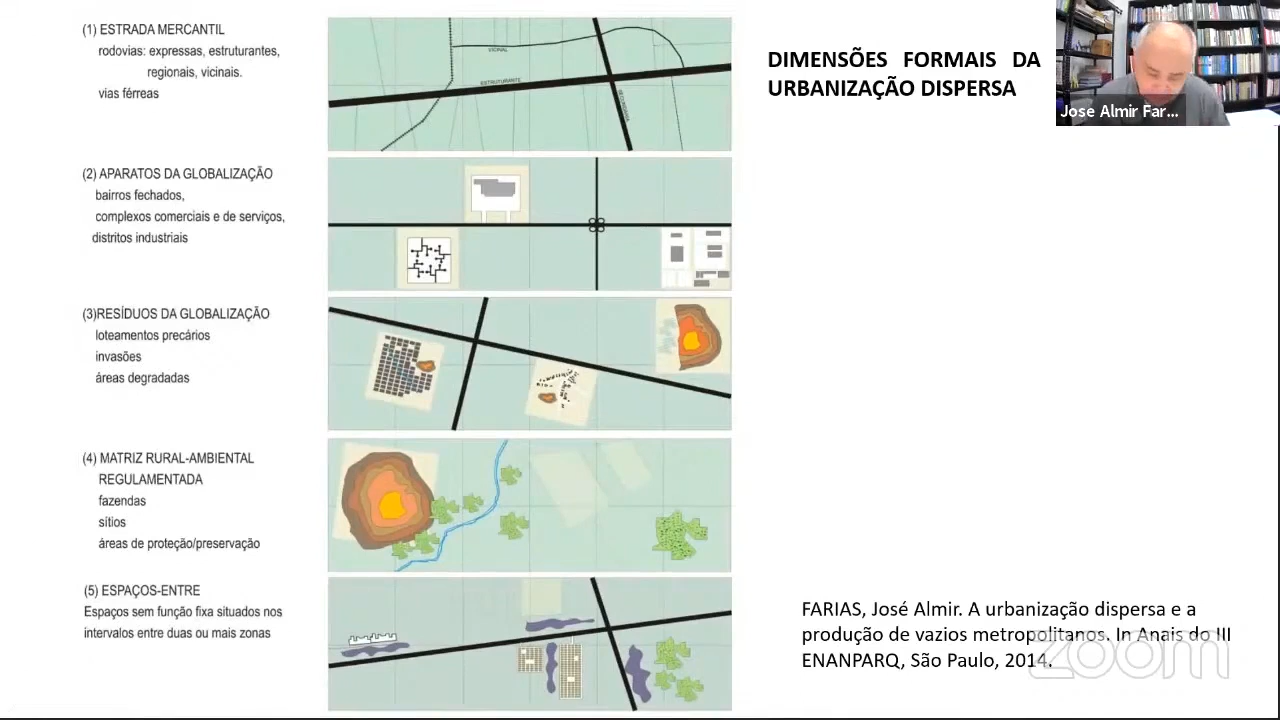 (1) ESTRADA MERCANTIL
rodovias: expressas, estruturantes,
regionais, vicinais.
vias férreas
VICINAL
ESTRUTURANTE
DIMENSÕES FORMAIS DA
URBANIZAÇÃO DISPERSA
Jose Almir Far...
(2) APARATOS DA GLOBALIZAÇÃO
bairros fechados,
complexos comerciais e de serviços,
distritos industriais
(3)RESÍDUOS DA GLOBALIZAÇÃO
loteamentos precários
invasões
áreas degradadas
(4) MATRIZ RURAL-AMBIENTAL
REGULAMENTADA
fazendas
sítios
áreas de proteção/preservação
(5) ESPAÇOS-ENTRE
Espaços sem função fixa situados nos
intervalos entre duas ou mais zonas
FARIAS, José Almir. A urbanização dispersa e a
produção de vazios metropolitanos. In Anais do III
ENANPARQ, São Paulo, 2014.
zoom